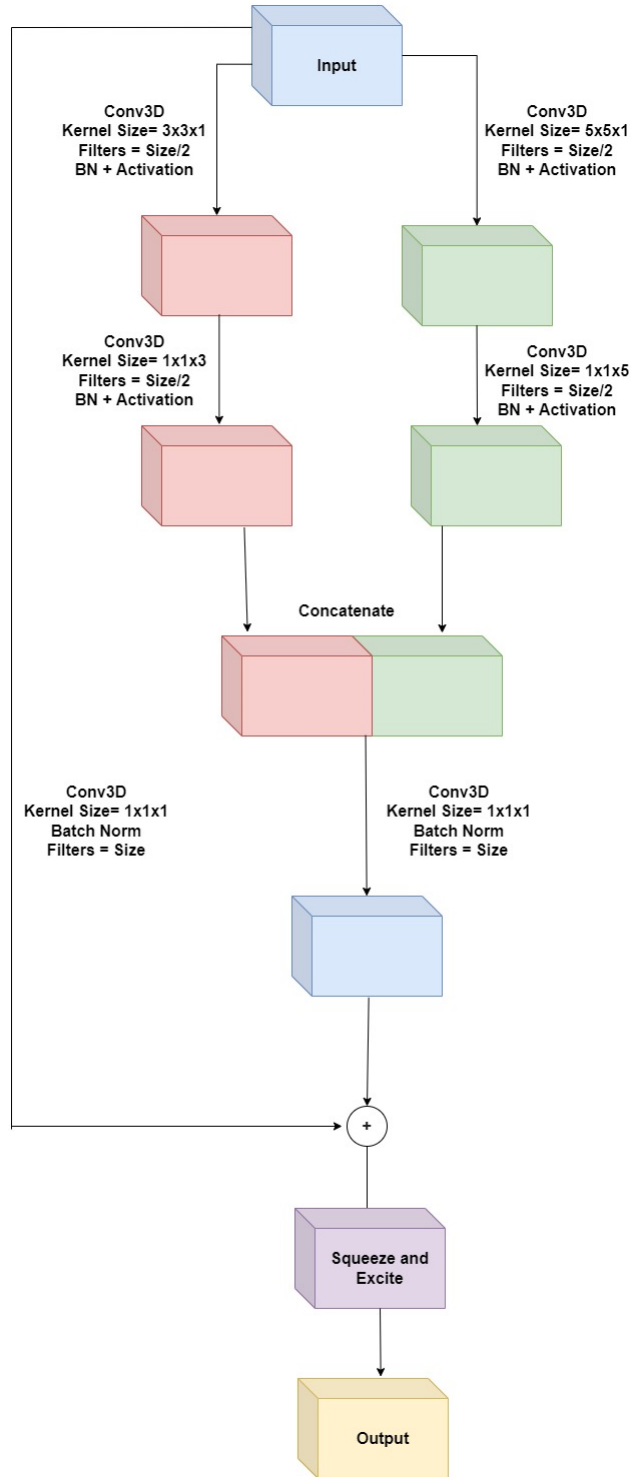 Input
Conv3D
Kernel Size= 3x3x1
Filters = Size/2
BN + Activation
Conv3D
Kernel Size= 5x5x1
Filters = Size/2
BN + Activation
Conv3D
Kernel Size= 1x1x3
Filters = Size/2
BN + Activation
Conv3D
Kernel Size= 1x1x5
Filters = Size/2
BN + Activation
Concatenate
Conv3D
Kernel Size= 1x1x1
Batch Norm
Filters = Size
Conv3D
Kernel Size= 1x1x1
Batch Norm
Filters = Size
+
Squeeze and
Excite
Output